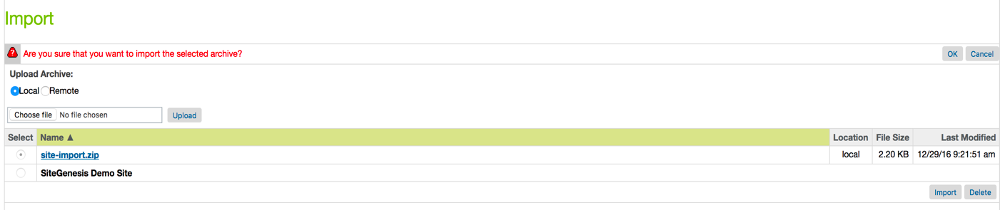 Import
Are you sure that you want to import the selected archive? OK Cancel
Upload Archive:
Local Remote
Choose file No file chosen Upload
Select Name ▲ Location File Size Last Modified
site-import.zip local 2.20 KB 12/29/16 9:21:51 am
SiteGenesis Demo Site
Import Delete